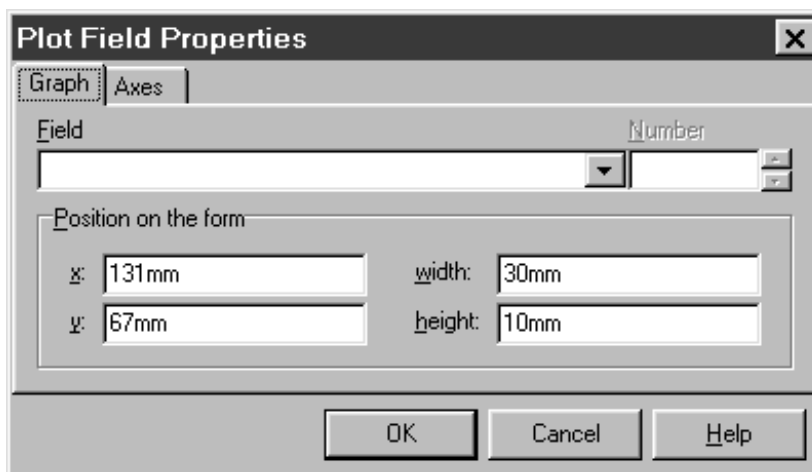 Plot Field Properties
Graph Axes
Field Number
Position on the form
x: 131mm width: 30mm
y: 67mm height: 10mm
OK Cancel Help